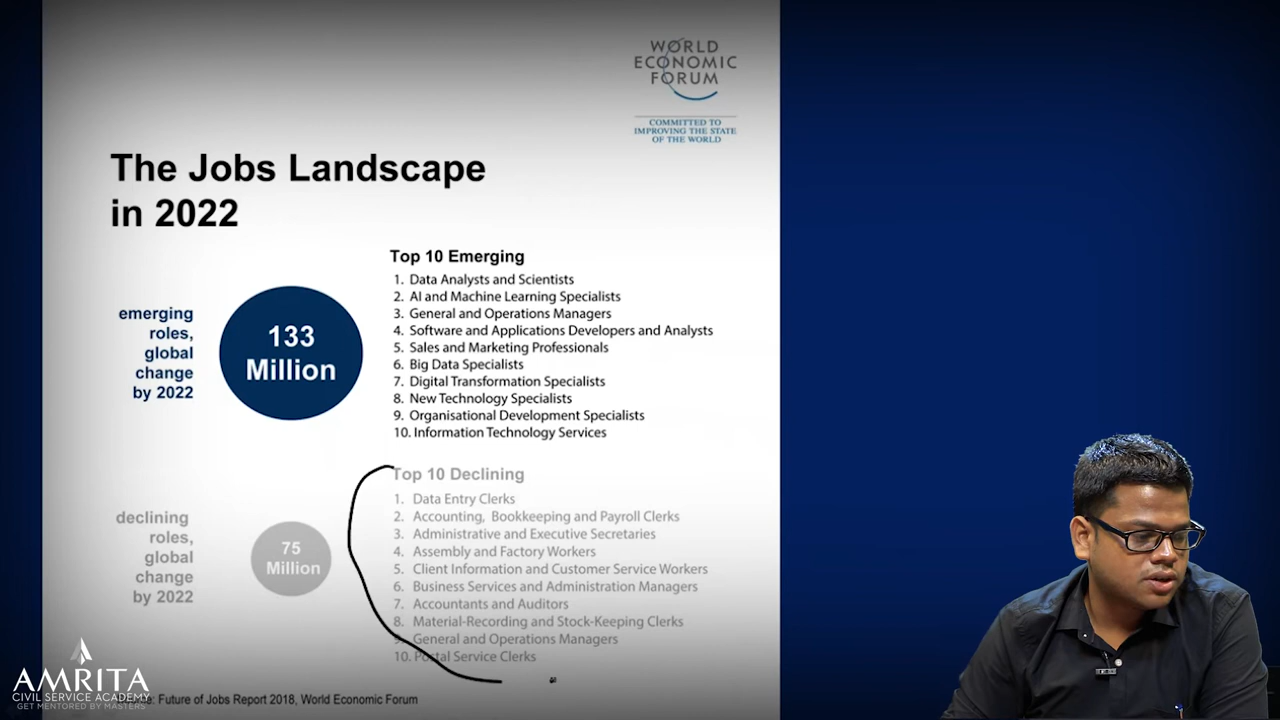 WORLD
ECONOMIC
FORUM
COMMITTED TO
IMPROVING THE STATE
OF THE WORLD
The Jobs Landscape
in 2022
emerging
roles,
global
change
by 2022
133
Million
Top 10 Emerging
1. Data Analysts and Scientists
2. AI and Machine Learning Specialists
3. General and Operations Managers
4. Software and Applications Developers and Analysts
5. Sales and Marketing Professionals
6. Big Data Specialists
7. Digital Transformation Specialists
8. New Technology Specialists
9. Organisational Development Specialists
10. Information Technology Services
declining
roles,
global
change
by 2022
75
Million
Top 10 Declining
1. Data Entry Clerks
2. Accounting, Bookkeeping and Payroll Clerks
3. Administrative and Executive Secretaries
4. Assembly and Factory Workers
5. Client Information and Customer Service Workers
6. Business Services and Administration Managers
7. Accountants and Auditors
8. Material-Recording and Stock-Keeping Clerks
9. General and Operations Managers
10. Postal Service Clerks
Future of Jobs Report 2018, World Economic Forum
AMRITA
CIVIL SERVICE ACADEMY
GET MENTORED BY MASTERS